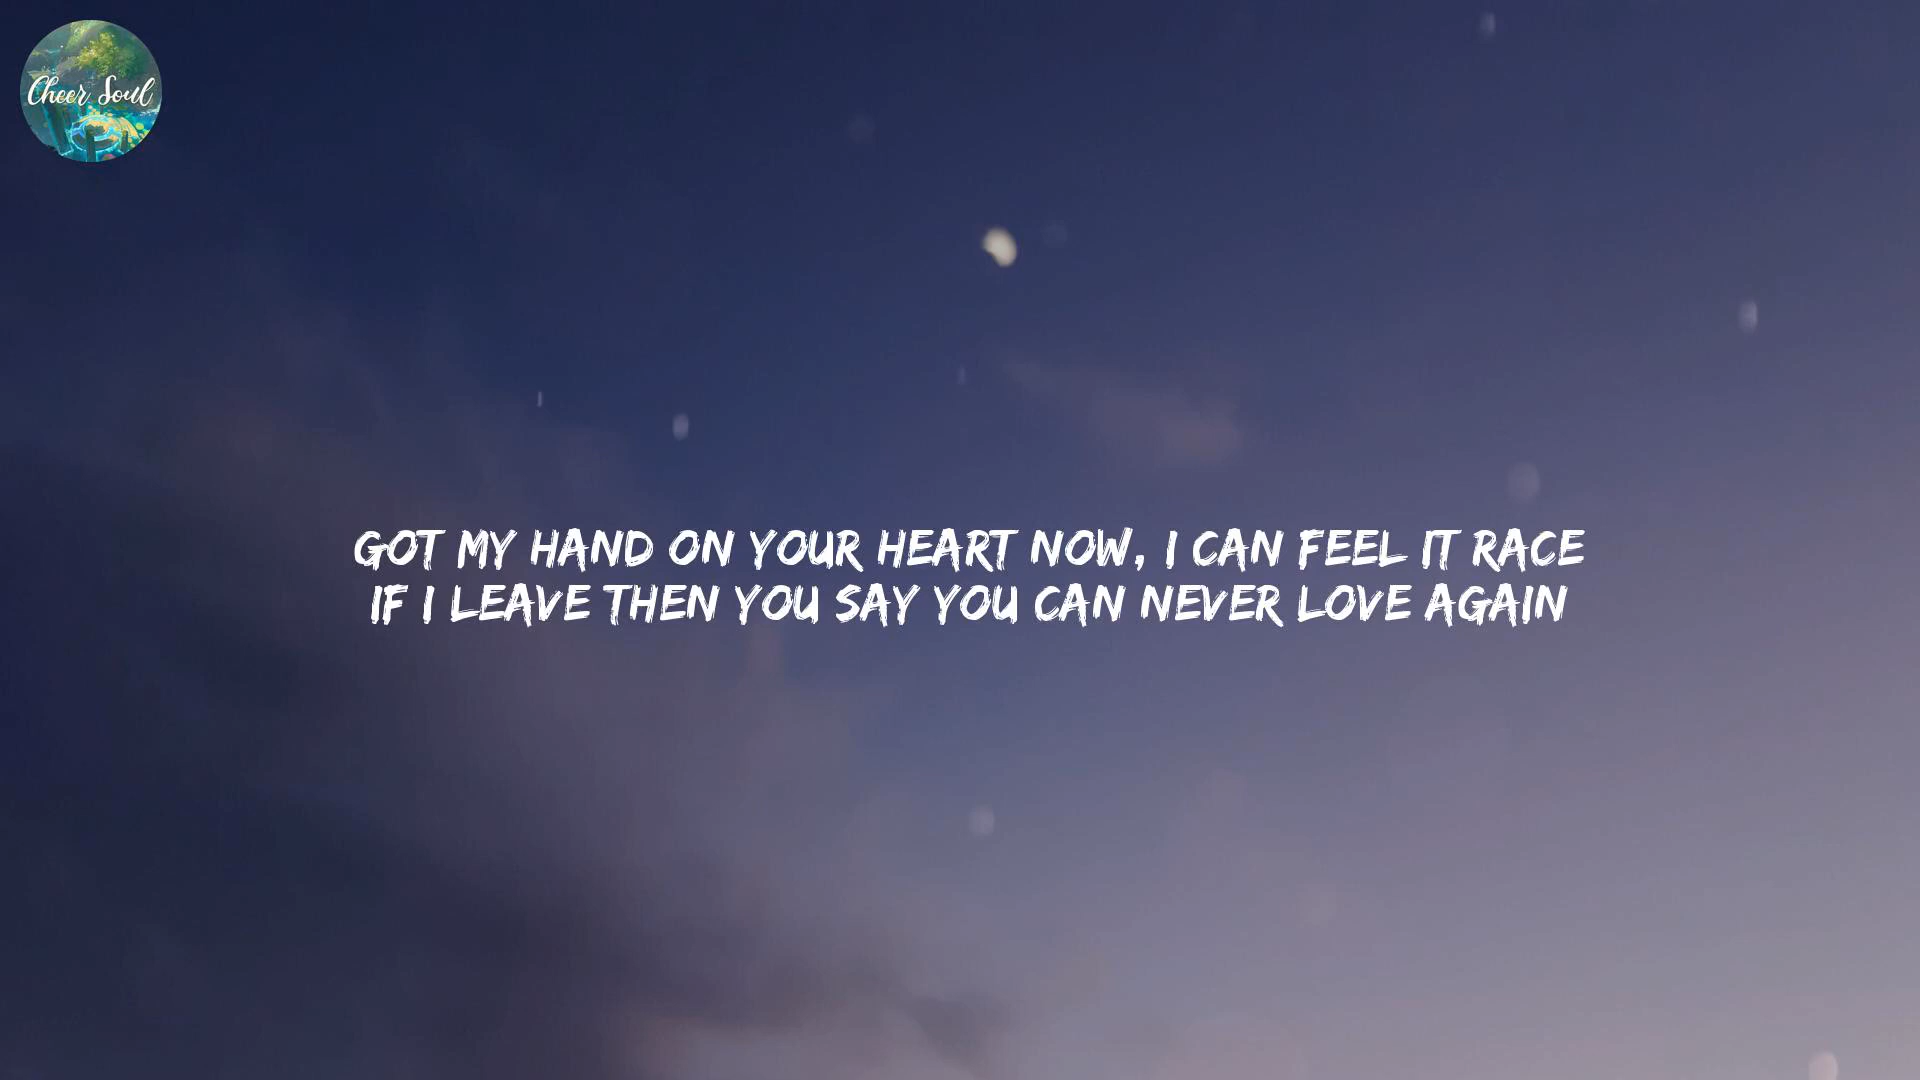 Cheer Soul
GOT MY HAND ON YOUR HEART NOW, I CAN FEEL IT RACE
IF I LEAVE THEN YOU SAY YOU CAN NEVER LOVE AGAIN